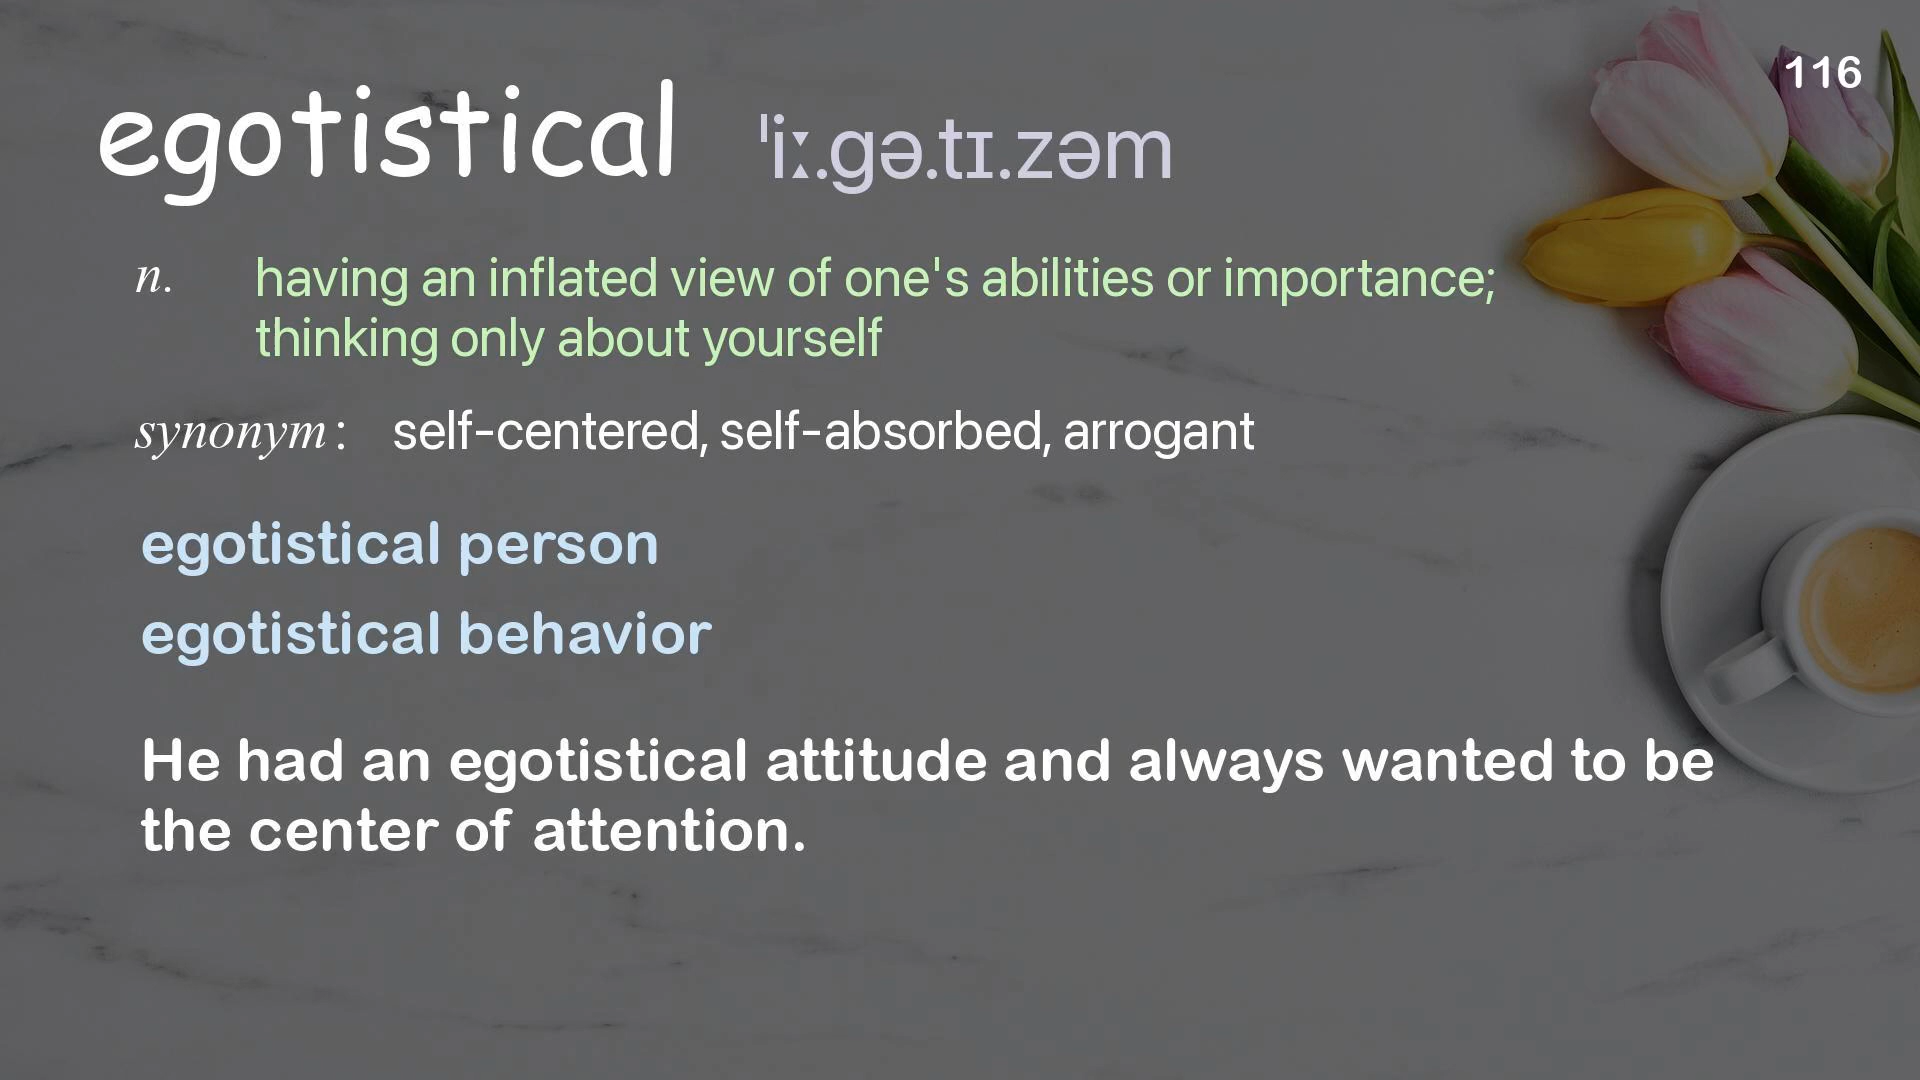 116
egotistical ˈiː.ɡə.tɪ.zəm
n. having an inflated view of one's abilities or importance;
thinking only about yourself
synonym: self-centered, self-absorbed, arrogant
egotistical person
egotistical behavior
He had an egotistical attitude and always wanted to be
the center of attention.